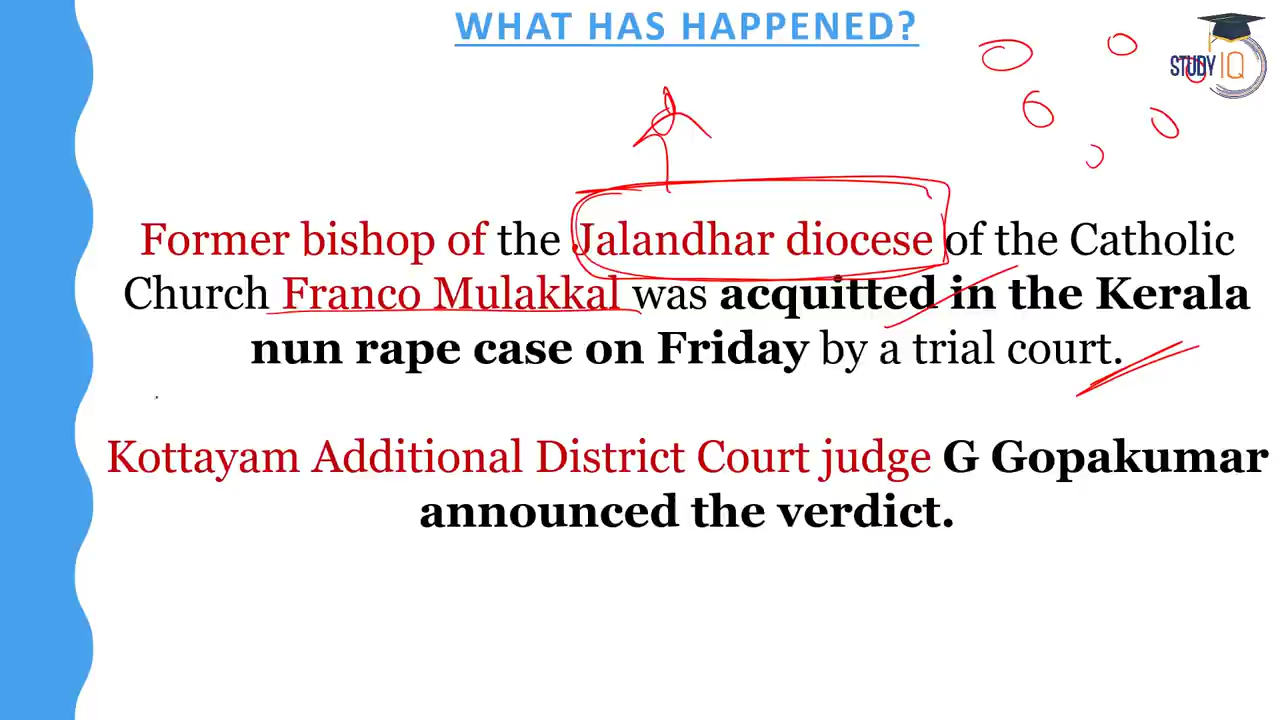 WHAT HAS HAPPENED?
STUDY IQ
Former bishop of the Jalandhar diocese of the Catholic
Church Franco Mulakkal was acquitted in the Kerala
nun rape case on Friday by a trial court.
Kottayam Additional District Court judge G Gopakumar
announced the verdict.